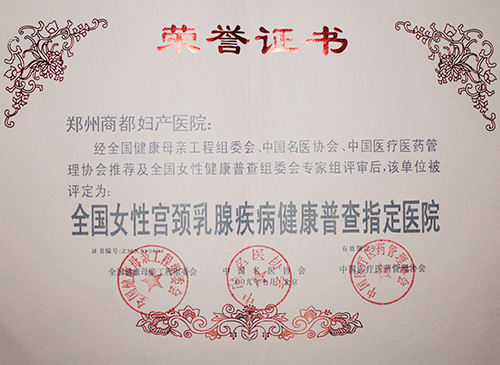 荣誉证书
郑州商都妇产医院:
经全国健康母亲工程组委会、中国名医协会、中国医疗医药管
理协会推荐及全国女性健康普查组委会专家组评审后,该单位被
评定为:
全国女性宫颈乳腺疾病健康普查指定医院
证书编号:
全国健康母亲工程组委会 中国名医协会 中国医疗医药管理协会